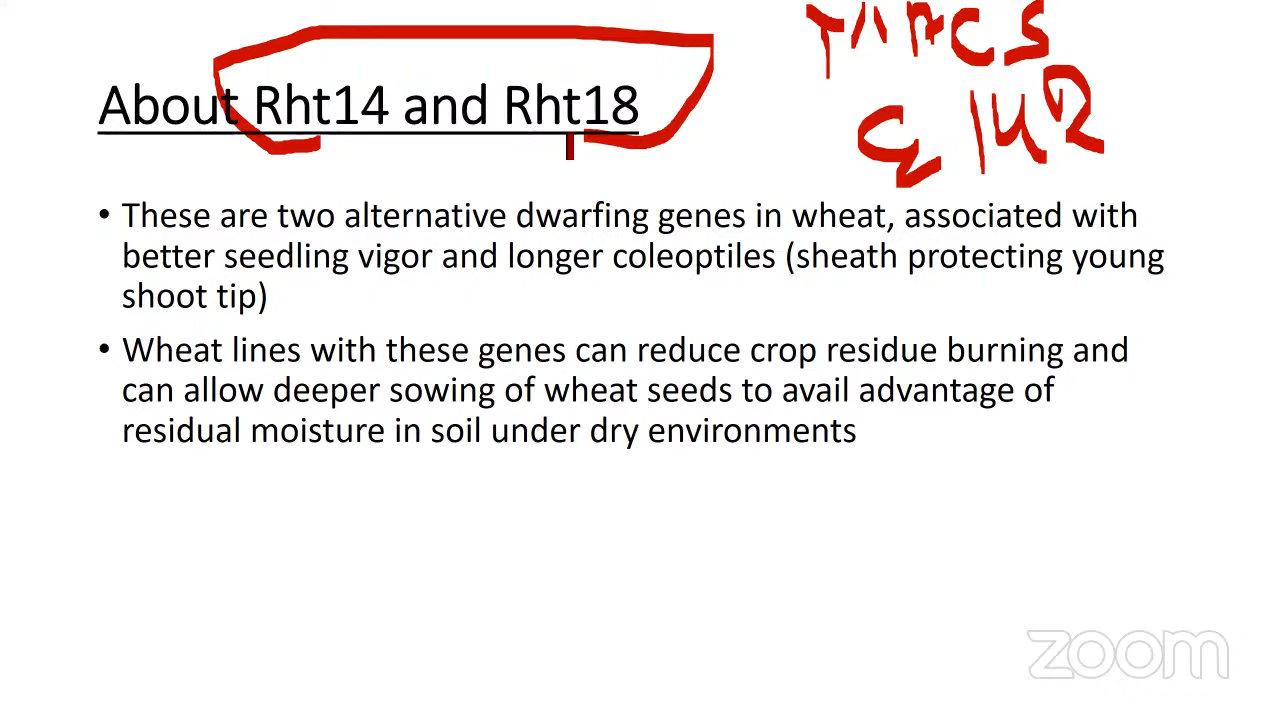 About Rht14 and Rht18
• These are two alternative dwarfing genes in wheat, associated with
better seedling vigor and longer coleoptiles (sheath protecting young
shoot tip)
• Wheat lines with these genes can reduce crop residue burning and
can allow deeper sowing of wheat seeds to avail advantage of
residual moisture in soil under dry environments
zoom